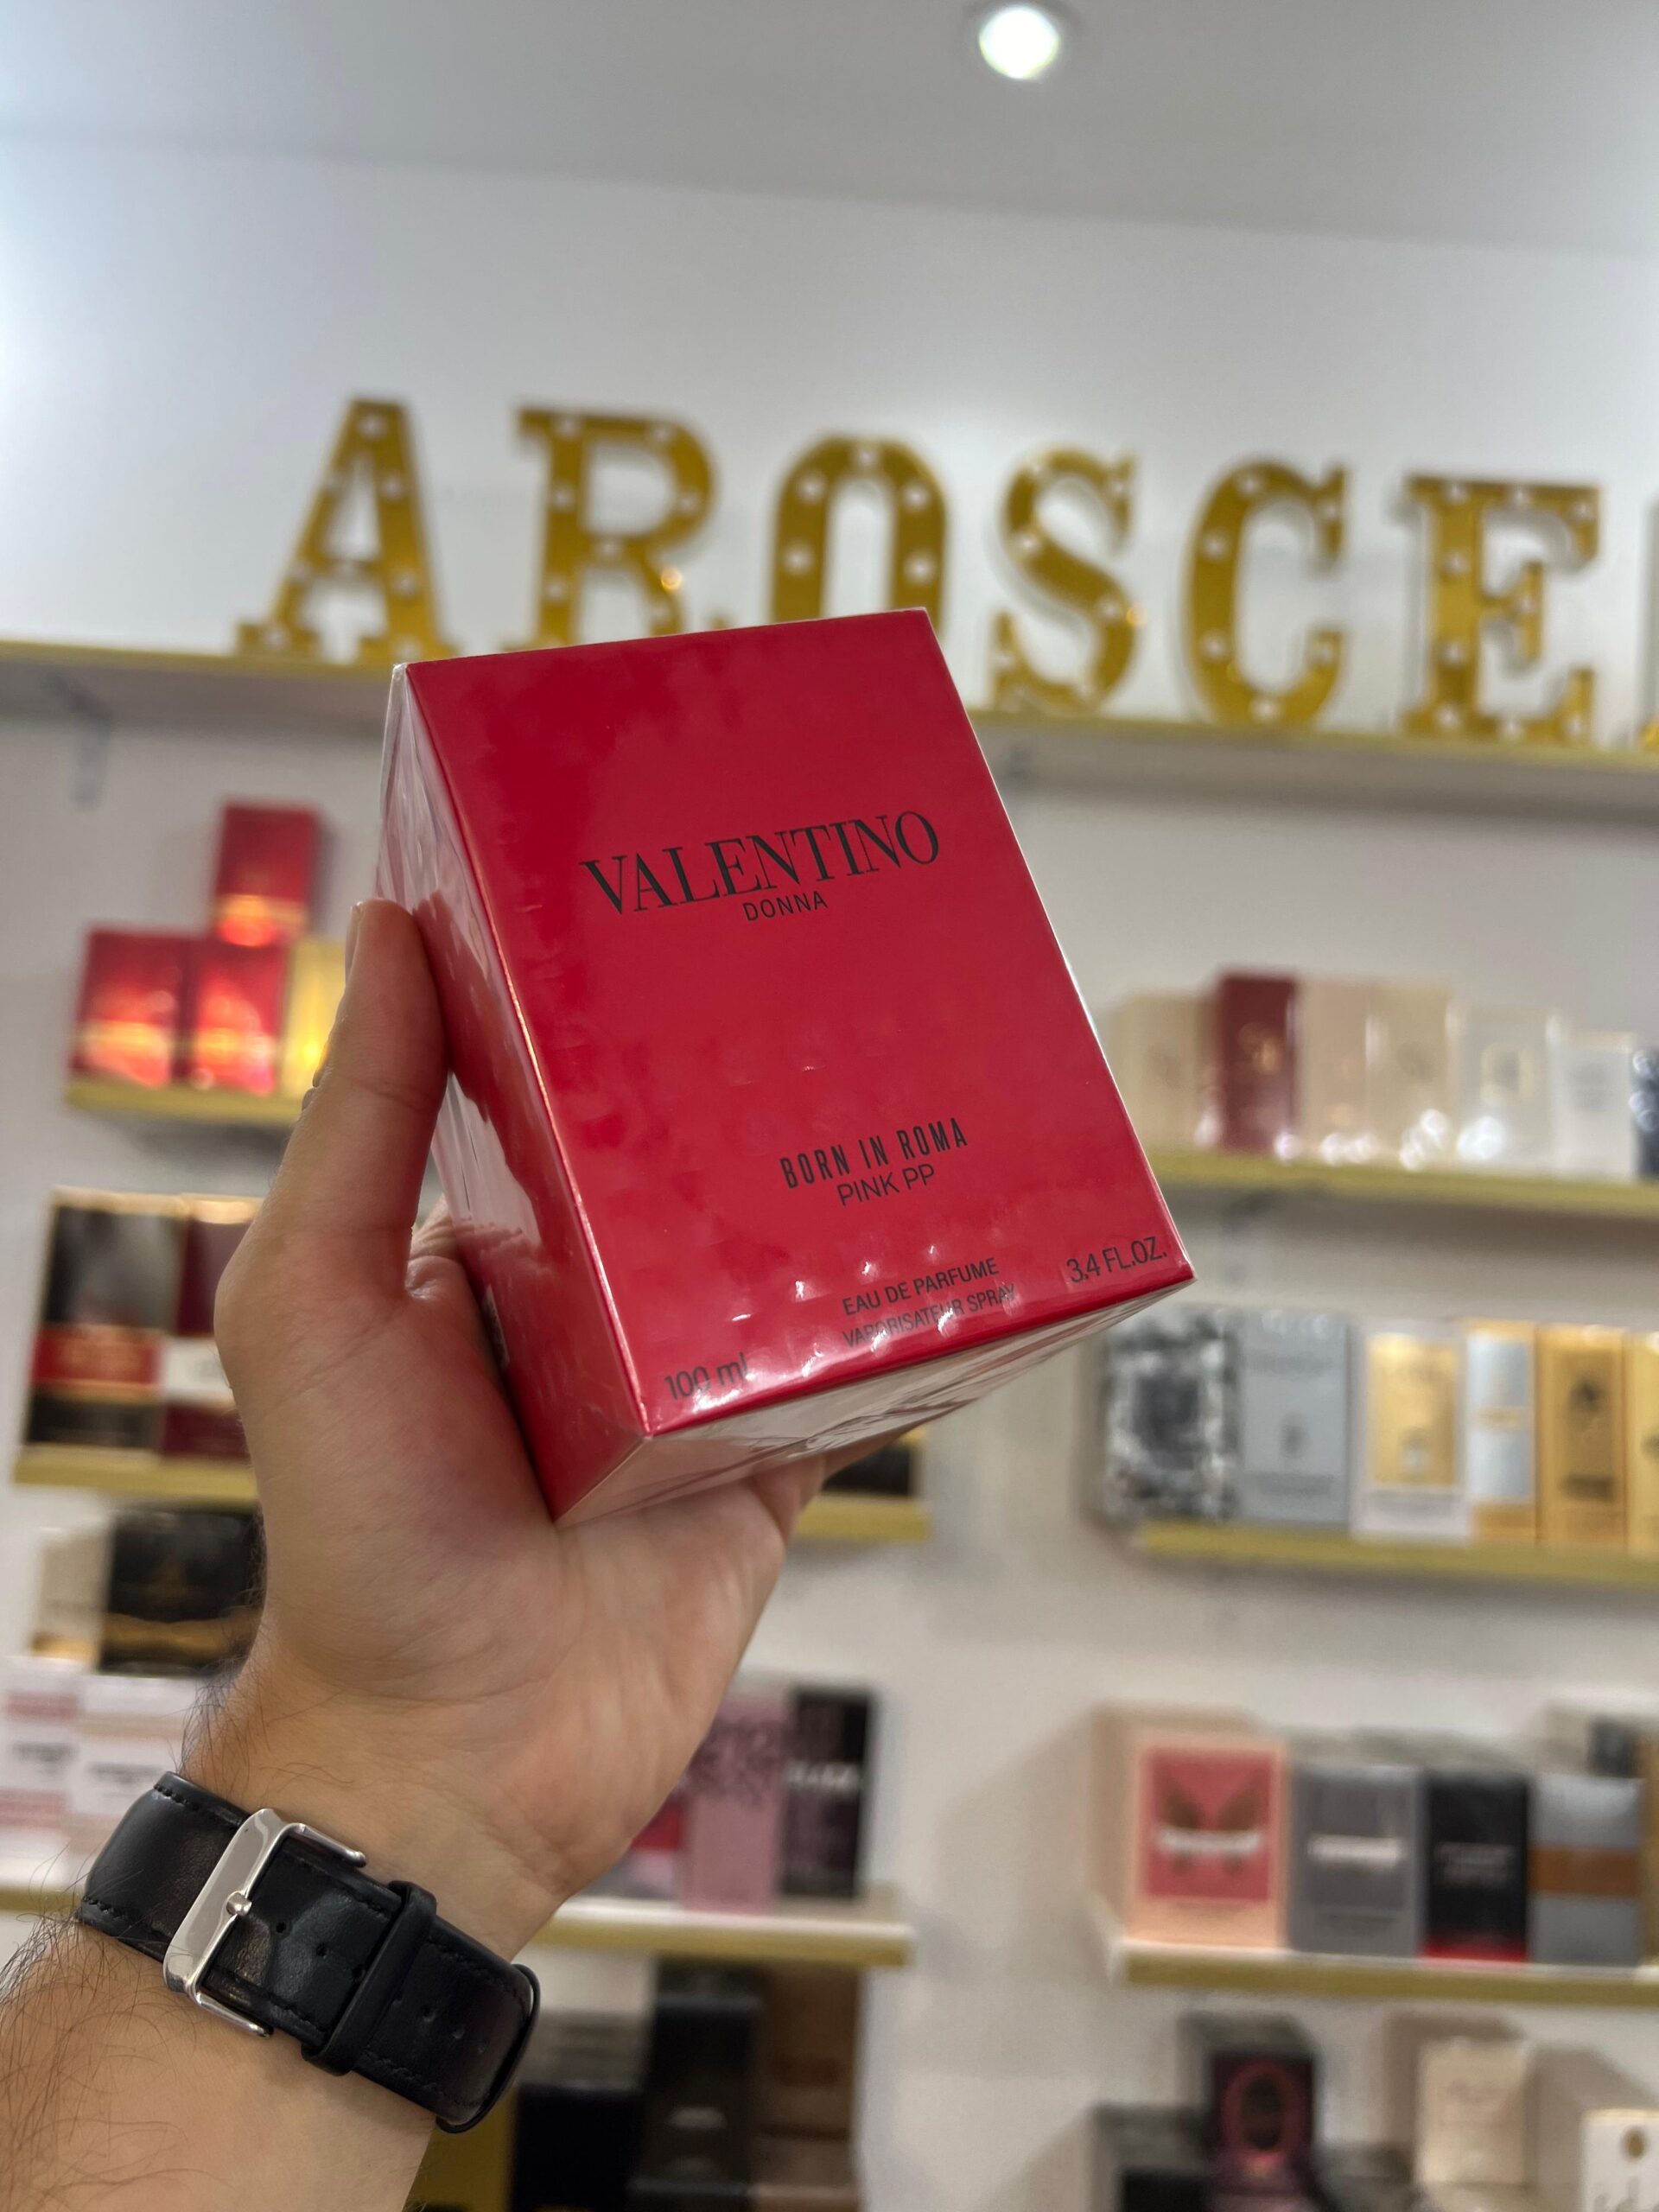 AROSCE
VALENTINO
DONNA
BORN IN ROMA
PINK PP
EAU DE PARFUME
VAPORISATEUR SPRAY
100 ml
3.4 FL.OZ.